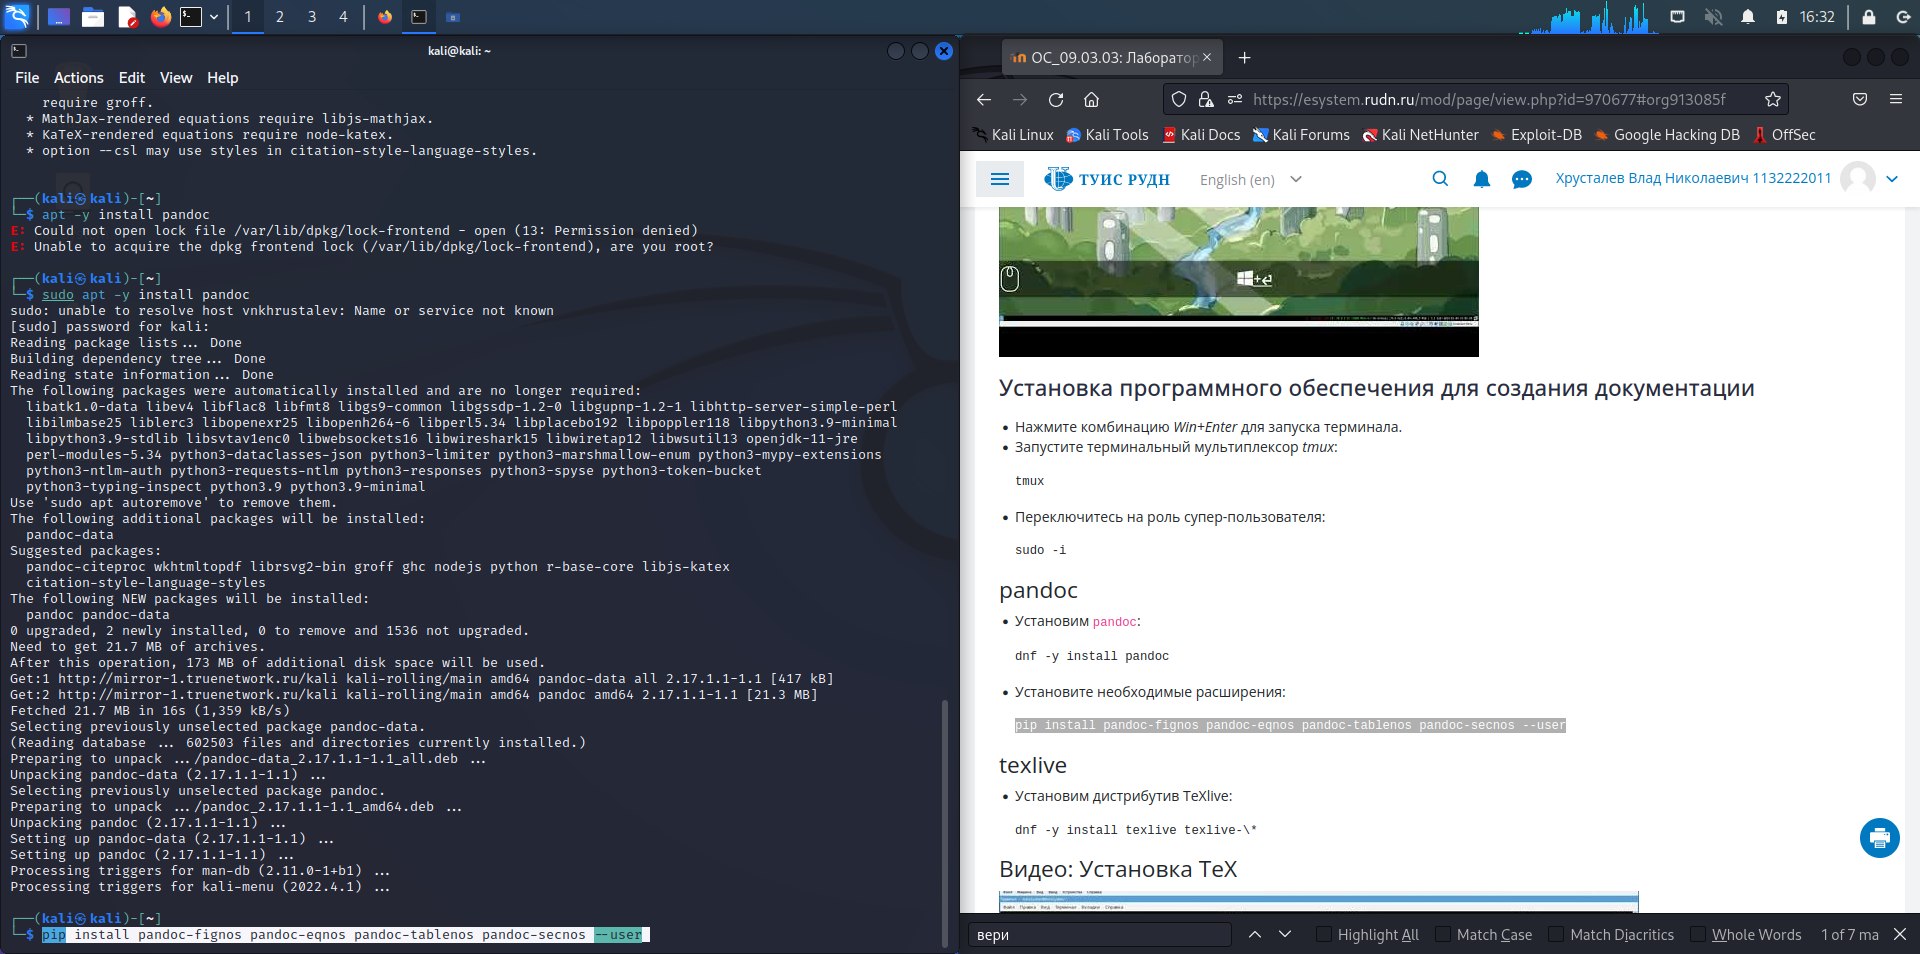 1 2 3 4
16:32
kali@kali: ~
File Actions Edit View Help
require groff.
* MathJax-rendered equations require libjs-mathjax.
* KaTeX-rendered equations require node-katex.
* option --csl may use styles in citation-style-language-styles.
┌──(kali㉿kali)-[~]
└─$ apt -y install pandoc
E: Could not open lock file /var/lib/dpkg/lock-frontend - open (13: Permission denied)
E: Unable to acquire the dpkg frontend lock (/var/lib/dpkg/lock-frontend), are you root?
┌──(kali㉿kali)-[~]
└─$ sudo apt -y install pandoc
sudo: unable to resolve host vnkhrustalev: Name or service not known
[sudo] password for kali:
Reading package lists... Done
Building dependency tree... Done
Reading state information... Done
The following packages were automatically installed and are no longer required:
libatk1.0-data libev4 libflac8 libfmt8 libgs9-common libgssdp-1.2-0 libgupnp-1.2-1 libhttp-server-simple-perl
libilmbase25 liblerc3 libopenexr25 libopenh264-6 libperl5.34 libplacebo192 libpoppler118 libpython3.9-minimal
libpython3.9-stdlib libsvtav1enc0 libwebsockets16 libwireshark15 libwiretap12 libwsutil13 openjdk-11-jre
perl-modules-5.34 python3-dataclasses-json python3-limiter python3-marshmallow-enum python3-mypy-extensions
python3-ntlm-auth python3-requests-ntlm python3-responses python3-spyse python3-token-bucket
python3-typing-inspect python3.9 python3.9-minimal
Use 'sudo apt autoremove' to remove them.
The following additional packages will be installed:
pandoc-data
Suggested packages:
pandoc-citeproc wkhtmltopdf librsvg2-bin groff ghc nodejs python r-base-core libjs-katex
citation-style-language-styles
The following NEW packages will be installed:
pandoc pandoc-data
0 upgraded, 2 newly installed, 0 to remove and 1536 not upgraded.
Need to get 21.7 MB of archives.
After this operation, 173 MB of additional disk space will be used.
Get:1 http://mirror-1.truenetwork.ru/kali kali-rolling/main amd64 pandoc-data all 2.17.1.1-1.1 [417 kB]
Get:2 http://mirror-1.truenetwork.ru/kali kali-rolling/main amd64 pandoc amd64 2.17.1.1-1.1 [21.3 MB]
Fetched 21.7 MB in 16s (1,359 kB/s)
Selecting previously unselected package pandoc-data.
(Reading database ... 602503 files and directories currently installed.)
Preparing to unpack .../pandoc-data_2.17.1.1-1.1_all.deb ...
Unpacking pandoc-data (2.17.1.1-1.1) ...
Selecting previously unselected package pandoc.
Preparing to unpack .../pandoc_2.17.1.1-1.1_amd64.deb ...
Unpacking pandoc (2.17.1.1-1.1) ...
Setting up pandoc-data (2.17.1.1-1.1) ...
Setting up pandoc (2.17.1.1-1.1) ...
Processing triggers for man-db (2.11.0-1+b1) ...
Processing triggers for kali-menu (2022.4.1) ...
┌──(kali㉿kali)-[~]
└─$ pip install pandoc-fignos pandoc-eqnos pandoc-tablenos pandoc-secnos --user
ОС_09.03.03: Лаборатор
https://esystem.rudn.ru/mod/page/view.php?id=970677#org913085f
Kali Linux Kali Tools Kali Docs Kali Forums Kali NetHunter Exploit-DB Google Hacking DB OffSec
ТУИС РУДН English (en) Хрусталев Влад Николаевич 1132222011
Установка программного обеспечения для создания документации
• Нажмите комбинацию Win+Enter для запуска терминала.
• Запустите терминальный мультиплексор tmux:
tmux
• Переключитесь на роль супер-пользователя:
sudo -i
pandoc
• Установим pandoc:
dnf -y install pandoc
• Установите необходимые расширения:
pip install pandoc-fignos pandoc-eqnos pandoc-tablenos pandoc-secnos --user
texlive
• Установим дистрибутив TeXlive:
dnf -y install texlive texlive-\*
Видео: Установка TeX
вери Highlight All Match Case Match Diacritics Whole Words 1 of 7 ma